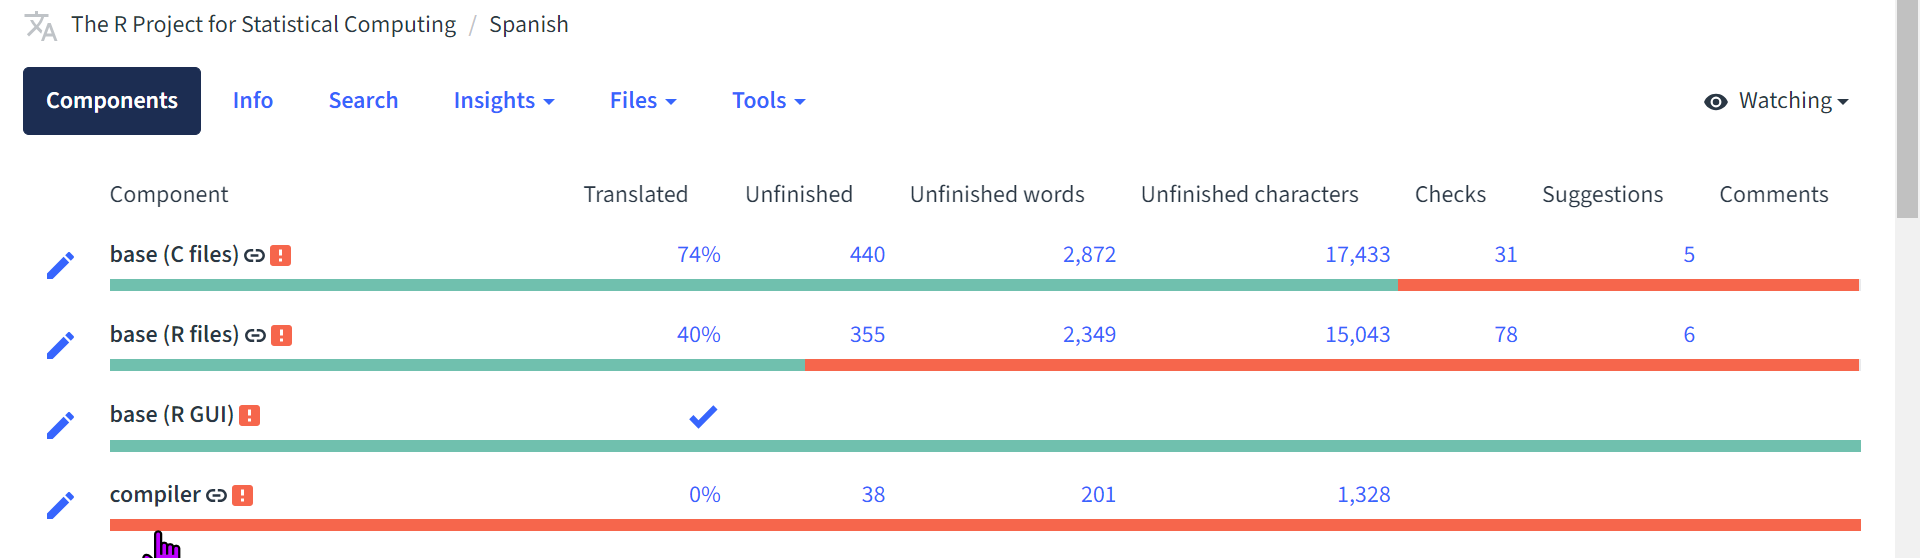 The R Project for Statistical Computing / Spanish
Components Info Search Insights Files Tools Watching
Component Translated Unfinished Unfinished words Unfinished characters Checks Suggestions Comments
base (C files) 74% 440 2,872 17,433 31 5
base (R files) 40% 355 2,349 15,043 78 6
base (R GUI)
compiler 0% 38 201 1,328